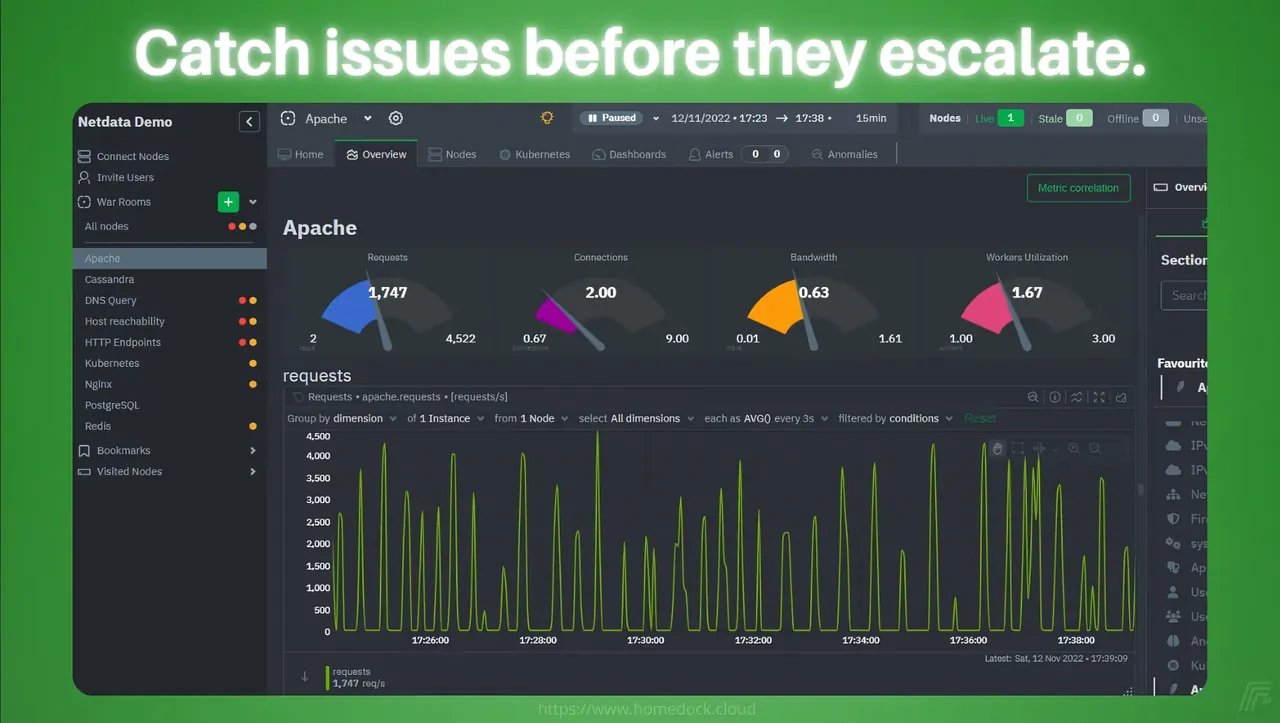 Catch issues before they escalate.
Netdata Demo
Connect Nodes
Invite Users
War Rooms
All nodes
Apache
Cassandra
DNS Query
Host reachability
HTTP Endpoints
Kubernetes
Nginx
PostgreSQL
Redis
Bookmarks
Visited Nodes
Apache
Paused
12/11/2022 • 17:23 → 17:38 • 15min
Nodes Live 1 Stale 0 Offline 0 Unse
Home Overview Nodes Kubernetes Dashboards Alerts 0 0 Anomalies
Metric correlation
Apache
Requests
1,747
2 4,522
Connections
2.00
0.67 9.00
Bandwidth
0.63
0.01 1.61
Workers Utilization
1.67
1.00 3.00
requests
Requests • apache.requests • [requests/s]
Group by dimension of 1 Instance from 1 Node select All dimensions each as AVG() every 3s filtered by conditions Reset
4,500
4,000
3,500
3,000
2,500
2,000
1,500
1,000
500
0
17:26:00 17:28:00 17:30:00 17:32:00 17:34:00 17:36:00 17:38:00
Latest: Sat, 12 Nov 2022 • 17:39:09
requests
1,747 req/s
Overvi
Section
Search
Favourite
Ap
Ne
IPv
IPv
Ne
Fire
sys
Ap
Use
Use
An
Ku
Ap
https://www.homedock.cloud